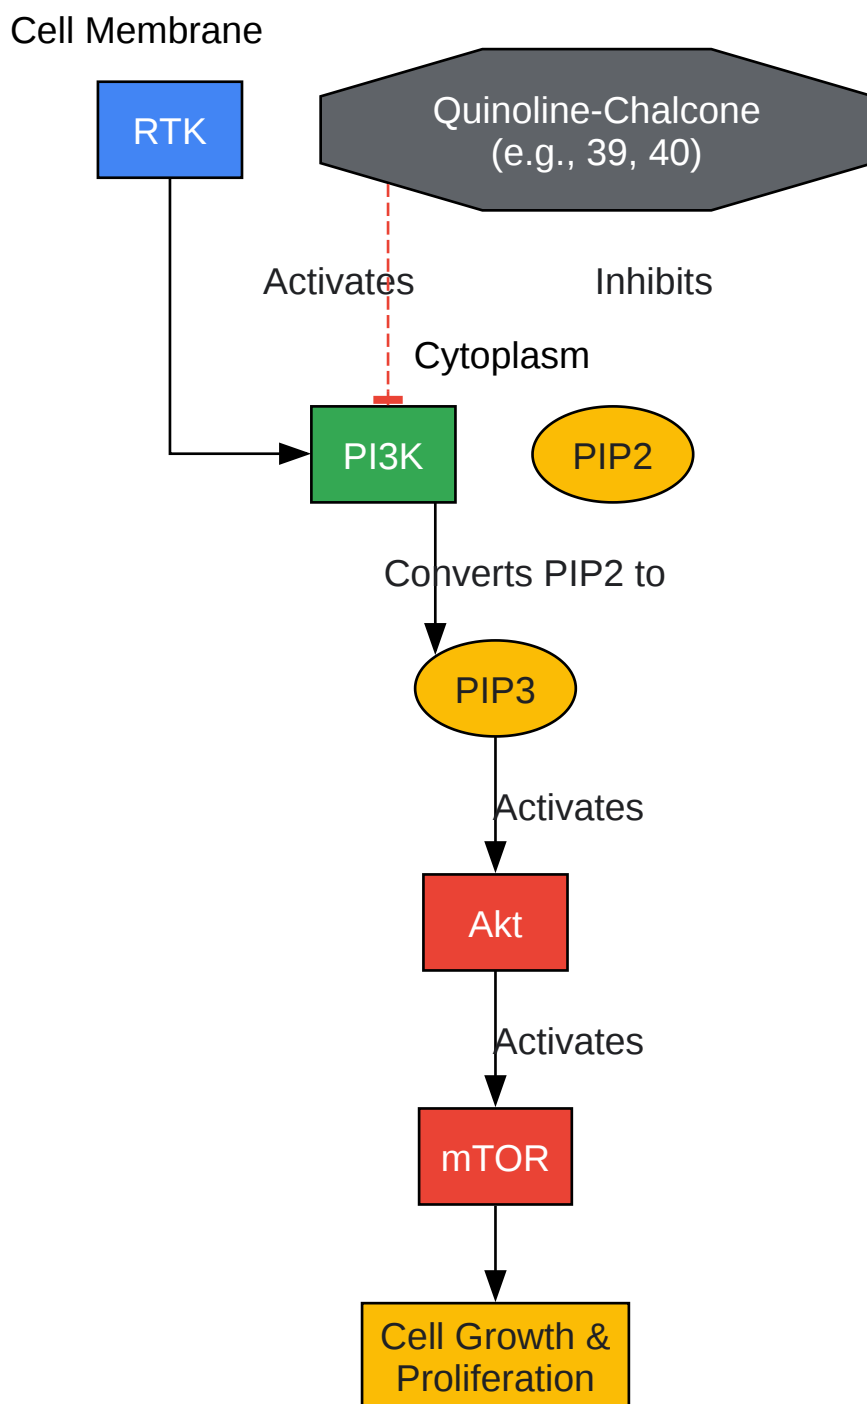 Cell Membrane
RTK
Quinoline-Chalcone
(e.g., 39, 40)
Activates
Inhibits
Cytoplasm
PI3K
PIP2
Converts PIP2 to
PIP3
Activates
Akt
Activates
mTOR
Cell Growth &
Proliferation